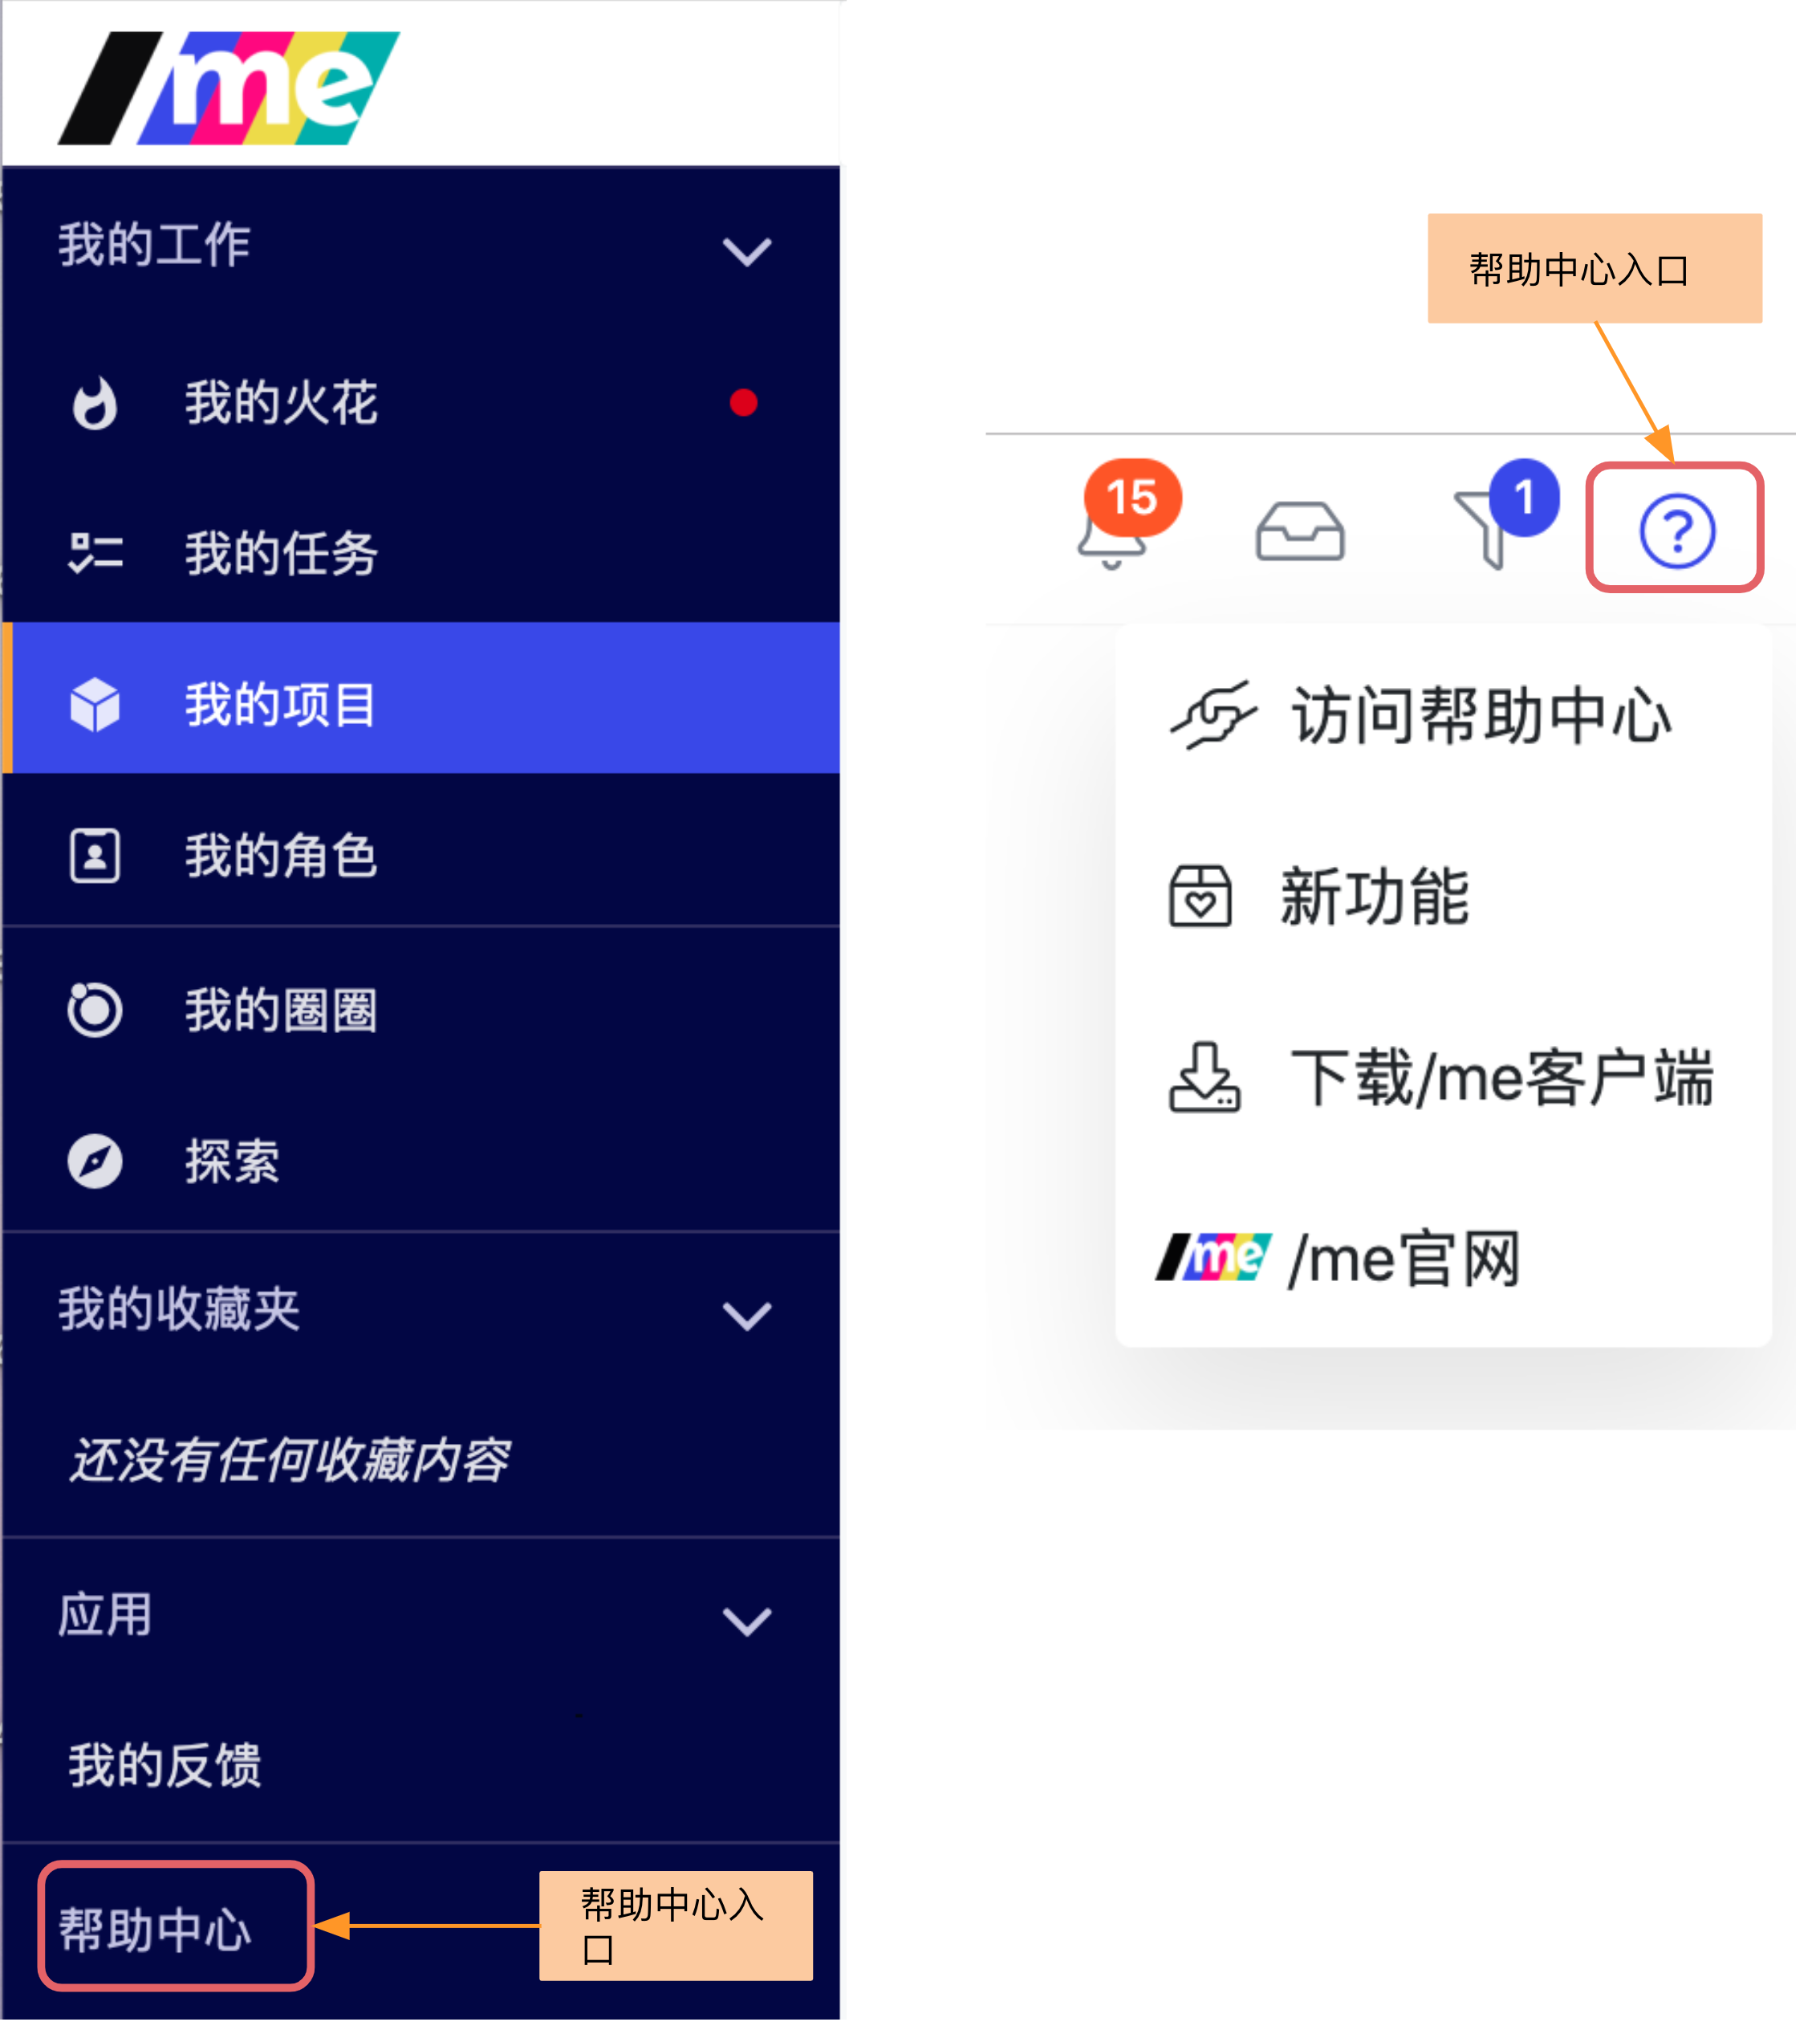 /me
我的工作
我的火花
我的任务
我的项目
我的角色
我的圈圈
探索
我的收藏夹
还没有任何收藏内容
应用
我的反馈
帮助中心
帮助中心入
口
帮助中心入口
15
1
?
访问帮助中心
新功能
下载/me客户端
/me /me官网